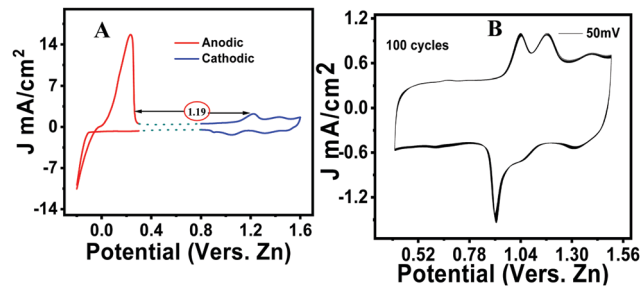 A
Anodic
Cathodic
1.19
J mA/cm²
14
7
0
-7
-14
0.0 0.4 0.8 1.2 1.6
Potential (Vers. Zn)
B
50mV
100 cycles
J mA/cm2
1.2
0.6
0.0
-0.6
-1.2
0.52 0.78 1.04 1.30 1.56
Potential (Vers. Zn)